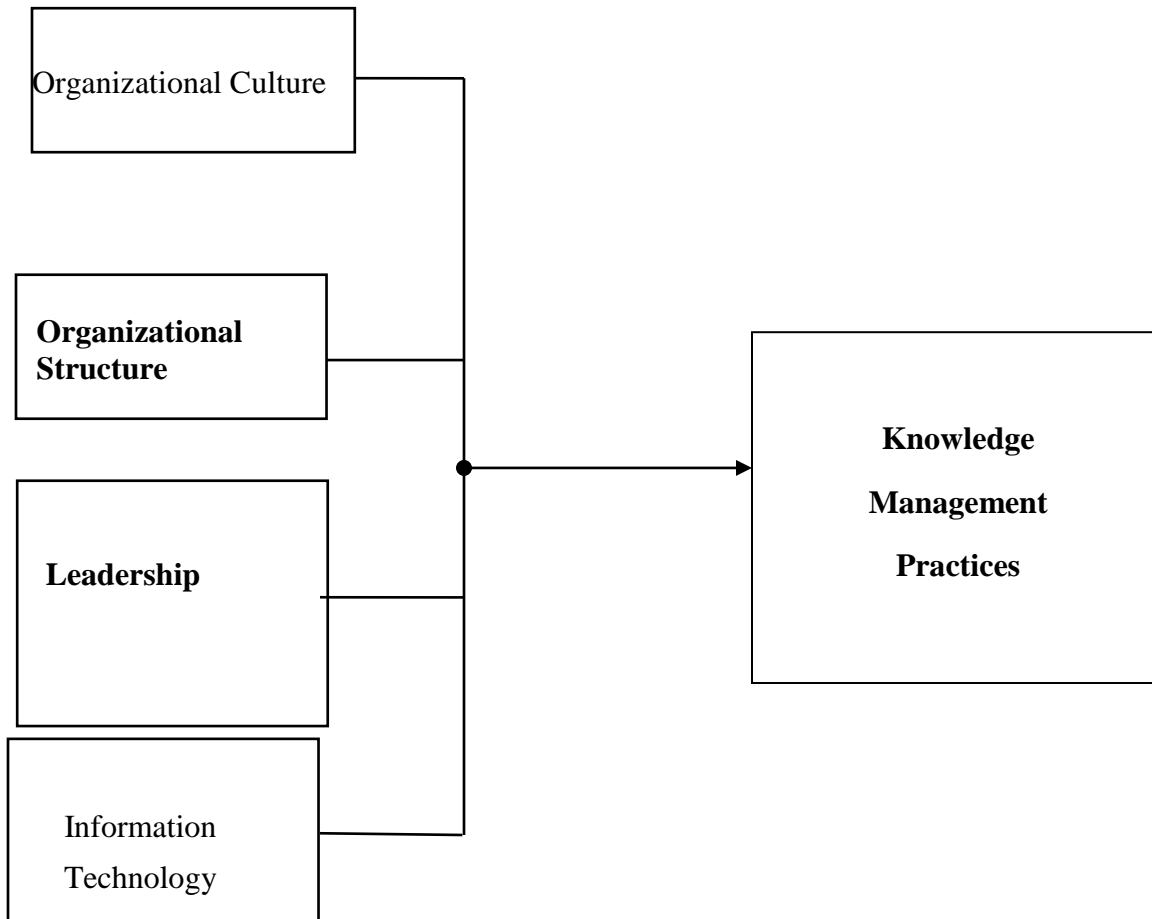 Organizational Culture
Organizational
Structure
Leadership
Information
Technology
Knowledge
Management
Practices